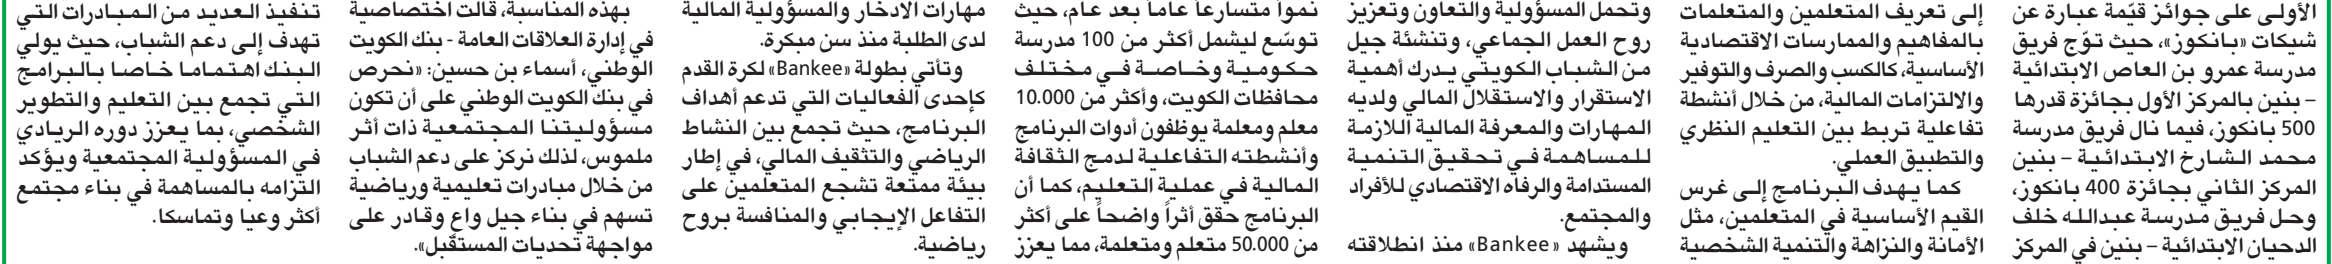 الأولى على جوائز قيّمة عبارة عن
شيكات «بانكوز»، حيث توّج فريق
مدرسة عمرو بن العاص الابتدائية
– بنين بالمركز الأول بجائزة قدرها
500 بانكوز، فيما نال فريق مدرسة
محمد الشارخ الابتدائية – بنين
المركز الثاني بجائزة 400 بانكوز،
وحل فريق مدرسة عبدالله خلف
الدحيان الابتدائية – بنين في المركز
إلى تعريف المتعلمين والمتعلمات
بالمفاهيم والممارسات الاقتصادية
الأساسية، كالكسب والصرف والتوفير
والالتزامات المالية، من خلال أنشطة
تفاعلية تربط بين التعليم النظري
والتطبيق العملي.
كما يهدف البرنامج إلى غرس
القيم الأساسية في المتعلمين، مثل
الأمانة والنزاهة والتنمية الشخصية
وتحمل المسؤولية والتعاون وتعزيز
روح العمل الجماعي، وتنشئة جيل
من الشباب الكويتي يدرك أهمية
الاستقرار والاستقلال المالي ولديه
المهارات والمعرفة المالية اللازمة
للمساهمة في تحقيق التنمية
المستدامة والرفاه الاقتصادي للأفراد
والمجتمع.
ويشهد «Bankee» منذ انطلاقته
نمواً متسارعاً عاماً بعد عام، حيث
توسّع ليشمل أكثر من 100 مدرسة
حكومية وخاصة في مختلف
محافظات الكويت، وأكثر من 10.000
معلم ومعلمة يوظفون أدوات البرنامج
وأنشطته التفاعلية لدمج الثقافة
المالية في عملية التعليم، كما أن
البرنامج حقق أثراً واضحاً على أكثر
من 50.000 متعلم ومتعلمة، مما يعزز
مهارات الادخار والمسؤولية المالية
لدى الطلبة منذ سن مبكرة.
وتأتي بطولة «Bankee» لكرة القدم
كإحدى الفعاليات التي تدعم أهداف
البرنامج، حيث تجمع بين النشاط
الرياضي والتثقيف المالي، في إطار
بيئة ممتعة تشجع المتعلمين على
التفاعل الإيجابي والمنافسة بروح
رياضية.
بهذه المناسبة، قالت اختصاصية
في إدارة العلاقات العامة - بنك الكويت
الوطني، أسماء بن حسين: «نحرص
في بنك الكويت الوطني على أن تكون
مسؤوليتنا المجتمعية ذات أثر
ملموس، لذلك نركز على دعم الشباب
من خلال مبادرات تعليمية ورياضية
تسهم في بناء جيل واعٍ وقادر على
مواجهة تحديات المستقبل».
تنفيذ العديد من المبادرات التي
تهدف إلى دعم الشباب، حيث يولي
البنك اهتماما خاصا بالبرامج
التي تجمع بين التعليم والتطوير
الشخصي، بما يعزز دوره الريادي
في المسؤولية المجتمعية ويؤكد
التزامه بالمساهمة في بناء مجتمع
أكثر وعيا وتماسكا.